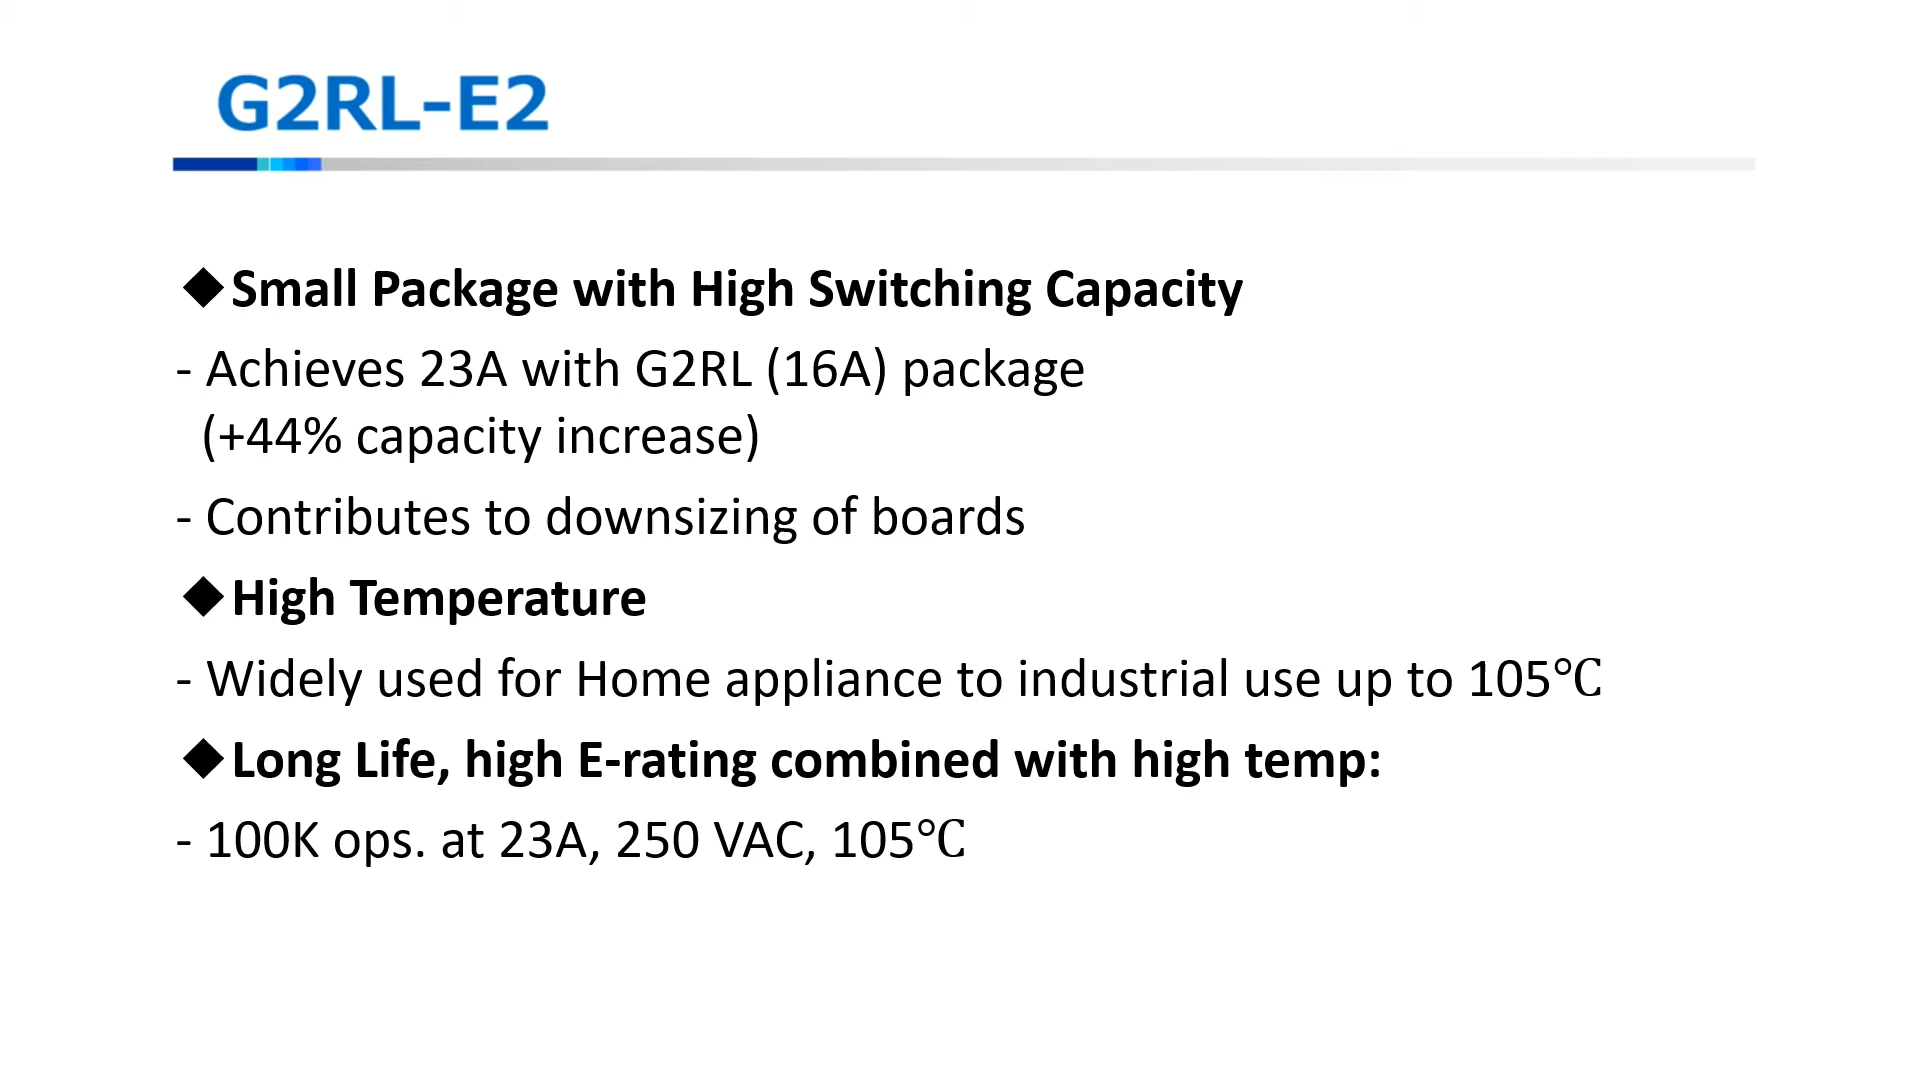 G2RL-E2
◆Small Package with High Switching Capacity
- Achieves 23A with G2RL (16A) package
(+44% capacity increase)
- Contributes to downsizing of boards
◆High Temperature
- Widely used for Home appliance to industrial use up to 105℃
◆Long Life, high E-rating combined with high temp:
- 100K ops. at 23A, 250 VAC, 105℃